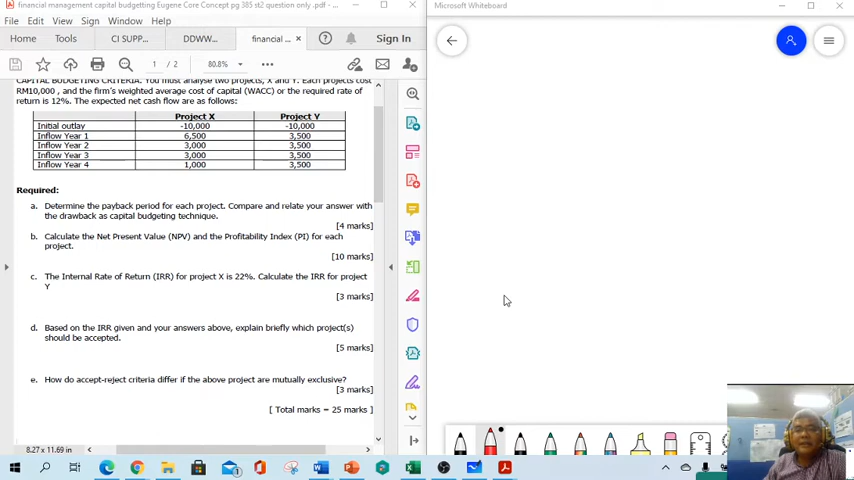 financial management capital budgetting Eugene Core Concept pg 385 st2 question only .pdf - ...
Microsoft Whiteboard
File Edit View Sign Window Help
Home Tools CI SUPP... DDWW... financial ... × Sign In
1 / 2 80.8%
CAPITAL BUDGETING CRITERIA. You must analyse two projects, X and Y. Each projects cost
RM10,000 , and the firm's weighted average cost of capital (WACC) or the required rate of
return is 12%. The expected net cash flow are as follows:
Project X Project Y
Initial outlay -10,000 -10,000
Inflow Year 1 6,500 3,500
Inflow Year 2 3,000 3,500
Inflow Year 3 3,000 3,500
Inflow Year 4 1,000 3,500
Required:
a. Determine the payback period for each project. Compare and relate your answer with
the drawback as capital budgeting technique.
[4 marks]
b. Calculate the Net Present Value (NPV) and the Profitability Index (PI) for each
project.
[10 marks]
c. The Internal Rate of Return (IRR) for project X is 22%. Calculate the IRR for project
Y
[3 marks]
d. Based on the IRR given and your answers above, explain briefly which project(s)
should be accepted.
[5 marks]
e. How do accept-reject criteria differ if the above project are mutually exclusive?
[3 marks]
[ Total marks = 25 marks ]
8.27 x 11.69 in